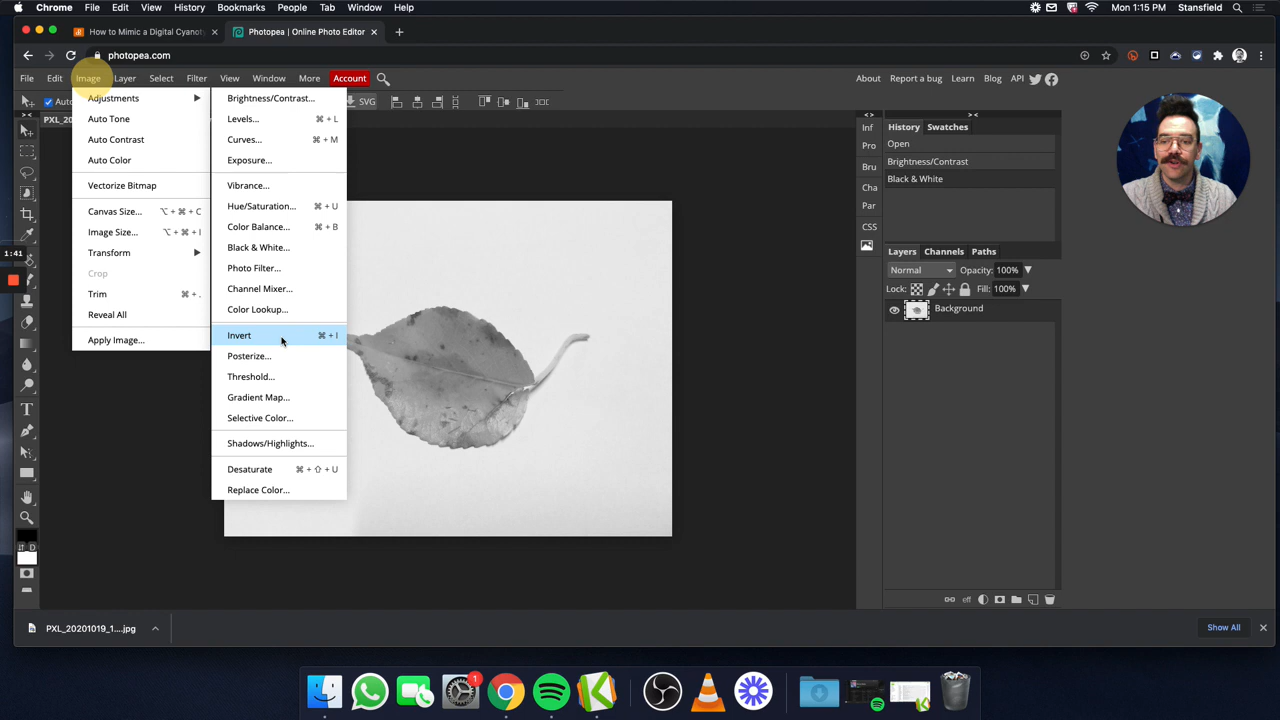 Chrome File Edit View History Bookmarks People Tab Window Help Mon 1:15 PM Stansfield
How to Mimic a Digital Cyanot Photopea | Online Photo Editor
photopea.com
File Edit Image Layer Select Filter View Window More Account About Report a bug Learn Blog API
Auto SVG
PXL_20
Adjustments
Auto Tone
Auto Contrast
Auto Color
Vectorize Bitmap
Canvas Size... ⌥ + ⌘ + C
Image Size... ⌥ + ⌘ + I
Transform
Crop
Trim ⌘ + .
Reveal All
Apply Image...
Brightness/Contrast...
Levels... ⌘ + L
Curves... ⌘ + M
Exposure...
Vibrance...
Hue/Saturation... ⌘ + U
Color Balance... ⌘ + B
Black & White...
Photo Filter...
Channel Mixer...
Color Lookup...
Invert ⌘ + I
Posterize...
Threshold...
Gradient Map...
Selective Color...
Shadows/Highlights...
Desaturate ⌘ + ⇧ + U
Replace Color...
1:41
T
D
Inf
Pro
Bru
Cha
Par
CSS
History Swatches
Open
Brightness/Contrast
Black & White
Layers Channels Paths
Normal Opacity: 100%
Lock: Fill: 100%
Background
eff
PXL_20201019_1....jpg Show All
1